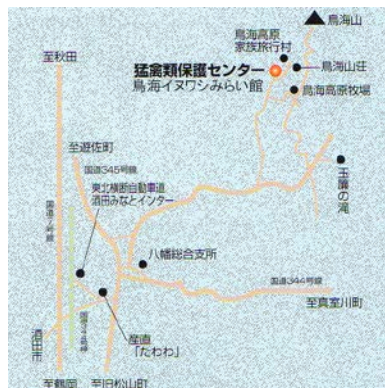 鳥海山
鳥海高原
家族旅行村
至秋田
鳥海山荘
猛禽類保護センター
鳥海イヌワシみらい館
鳥海高原牧場
至遊佐町
国道345号線
玉簾の滝
東北横断自動車道
酒田みなとインター
国道7号線
八幡総合支所
国道344号線
至真室川町
酒田市
産直
「たわわ」
至鶴岡
至旧松山町